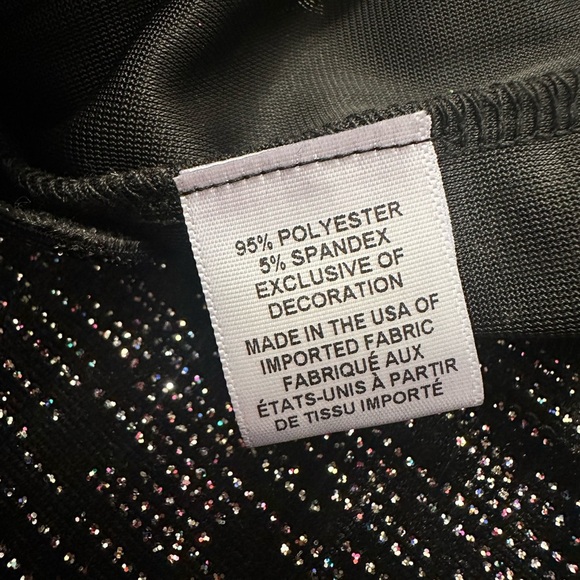 95% POLYESTER
5% SPANDEX
EXCLUSIVE OF
DECORATION
MADE IN THE USA OF
IMPORTED FABRIC
FABRIQUÉ AUX
ÉTATS-UNIS À PARTIR
DE TISSU IMPORTÉ